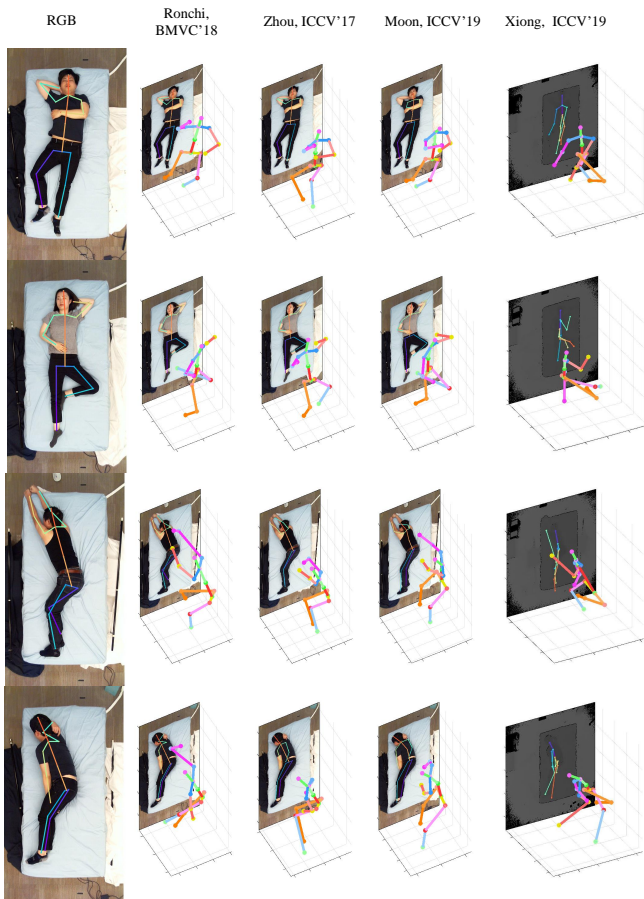 RGB
Ronchi,
BMVC'18
Zhou, ICCV'17
Moon, ICCV'19
Xiong, ICCV'19